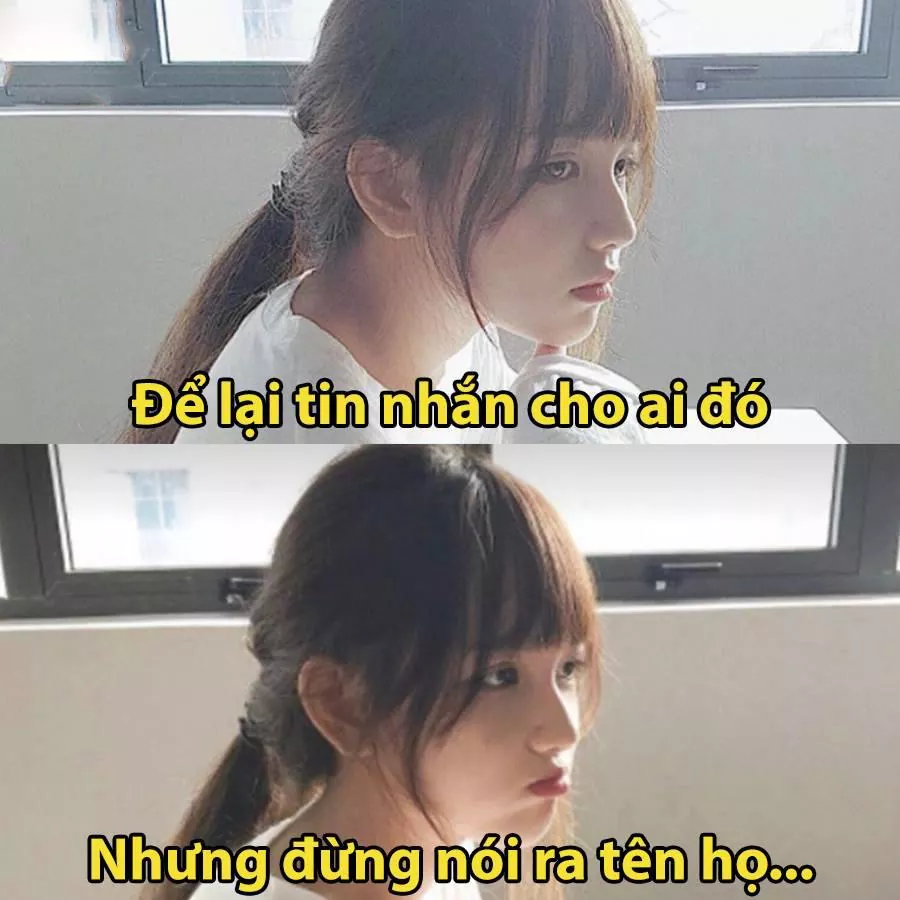 Để lại tin nhắn cho ai đó
Nhưng đừng nói ra tên họ...